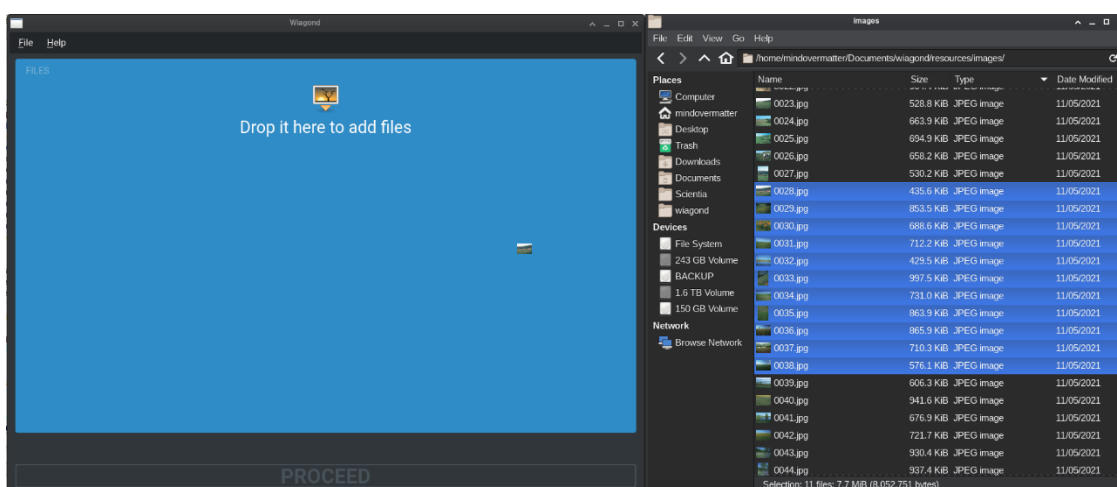 Wiagond
File Help
FILES
Drop it here to add files
PROCEED
images
File Edit View Go Help
/home/mindovermatter/Documents/wiagond/resources/images/
Places
Computer
mindovermatter
Desktop
Trash
Downloads
Documents
Scientia
wiagond
Devices
File System
243 GB Volume
BACKUP
1.6 TB Volume
150 GB Volume
Network
Browse Network
Name Size Type Date Modified
0023.jpg 528.8 KiB JPEG image 11/05/2021
0024.jpg 663.9 KiB JPEG image 11/05/2021
0025.jpg 694.9 KiB JPEG image 11/05/2021
0026.jpg 658.2 KiB JPEG image 11/05/2021
0027.jpg 530.2 KiB JPEG image 11/05/2021
0028.jpg 435.6 KiB JPEG image 11/05/2021
0029.jpg 853.5 KiB JPEG image 11/05/2021
0030.jpg 688.6 KiB JPEG image 11/05/2021
0031.jpg 712.2 KiB JPEG image 11/05/2021
0032.jpg 429.5 KiB JPEG image 11/05/2021
0033.jpg 997.5 KiB JPEG image 11/05/2021
0034.jpg 731.0 KiB JPEG image 11/05/2021
0035.jpg 863.9 KiB JPEG image 11/05/2021
0036.jpg 865.9 KiB JPEG image 11/05/2021
0037.jpg 710.3 KiB JPEG image 11/05/2021
0038.jpg 576.1 KiB JPEG image 11/05/2021
0039.jpg 606.3 KiB JPEG image 11/05/2021
0040.jpg 941.6 KiB JPEG image 11/05/2021
0041.jpg 676.9 KiB JPEG image 11/05/2021
0042.jpg 721.7 KiB JPEG image 11/05/2021
0043.jpg 930.4 KiB JPEG image 11/05/2021
0044.jpg 937.4 KiB JPEG image 11/05/2021
Selection: 11 files: 7.7 MiB (8,052,751 bytes)